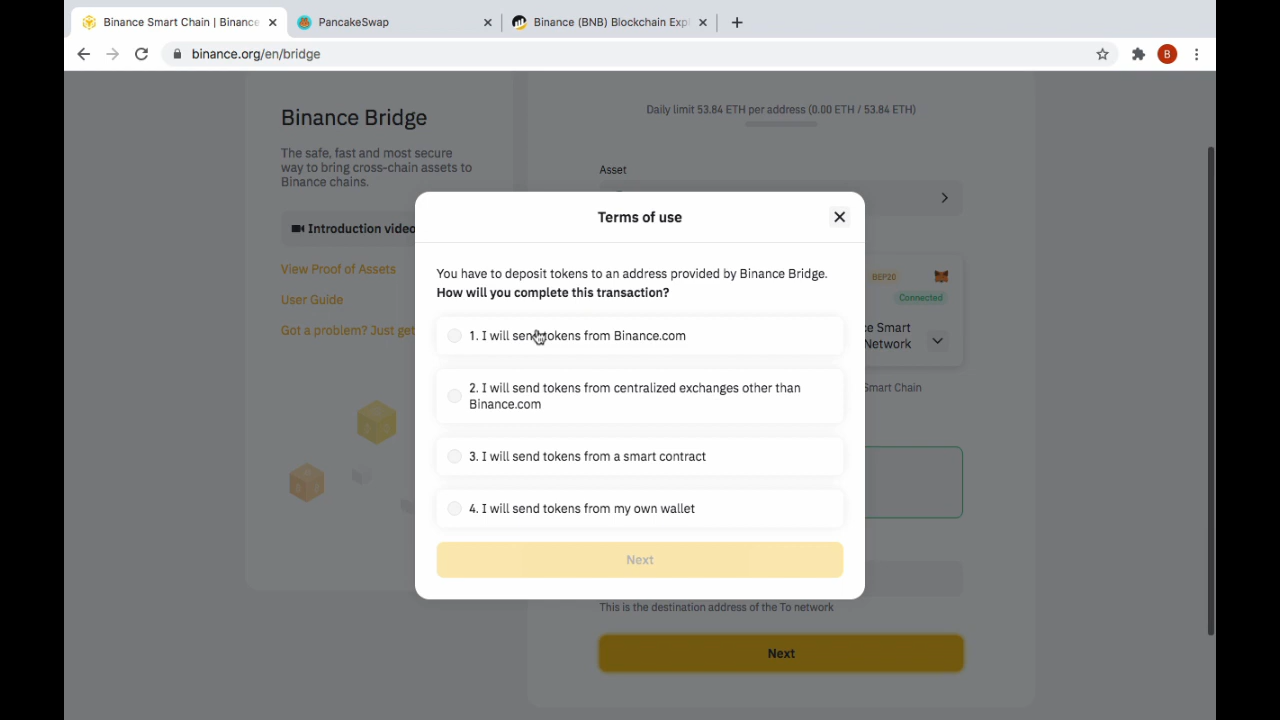 Binance Smart Chain | Binance
PancakeSwap
Binance (BNB) Blockchain Expl
binance.org/en/bridge
B
Binance Bridge
The safe, fast and most secure
way to bring cross-chain assets to
Binance chains.
Introduction video
View Proof of Assets
User Guide
Got a problem? Just get
Daily limit 53.84 ETH per address (0.00 ETH / 53.84 ETH)
Asset
BEP20
Connected
ce Smart
Network
Smart Chain
Terms of use
You have to deposit tokens to an address provided by Binance Bridge.
How will you complete this transaction?
1. I will send tokens from Binance.com
2. I will send tokens from centralized exchanges other than
Binance.com
3. I will send tokens from a smart contract
4. I will send tokens from my own wallet
Next
This is the destination address of the To network
Next